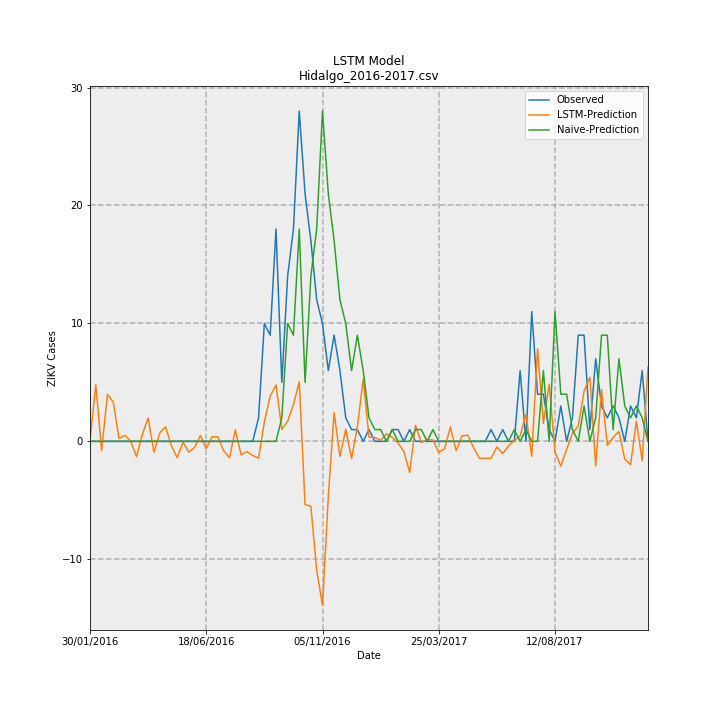 LSTM Model
Hidalgo_2016-2017.csv
Observed
LSTM-Prediction
Naive-Prediction
ZIKV Cases
30
20
10
0
−10
30/01/2016
18/06/2016
05/11/2016
25/03/2017
12/08/2017
Date